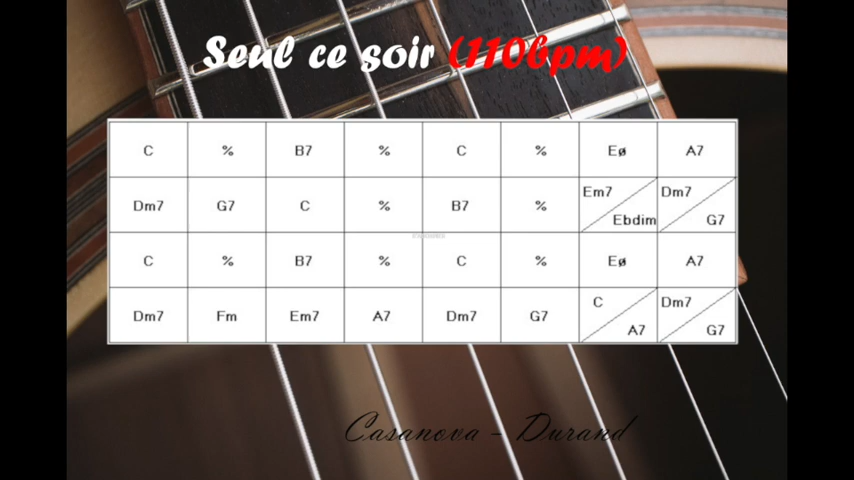 Seul ce soir (110bpm)
C % B7 % C % Eø A7
Dm7 G7 C % B7 % Em7 Ebdim Dm7 G7
C % B7 % C % Eø A7
Dm7 Fm Em7 A7 Dm7 G7 C A7 Dm7 G7
Casanova - Durand